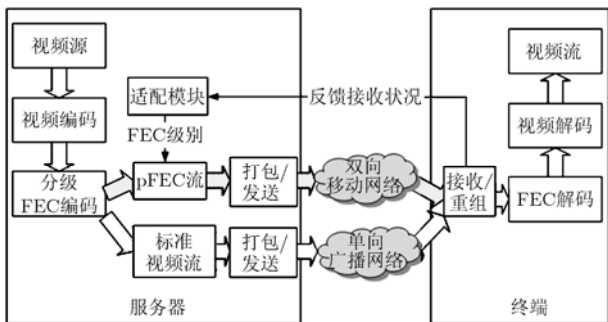 视频源
视频流
适配模块
反馈接收状况
视频编码
视频解码
FEC级别
分级
FEC编码
pFEC流
打包/
发送
双向
移动网络
接收/
重组
FEC解码
标准
视频流
打包/
发送
单向
广播网络
服务器
终端